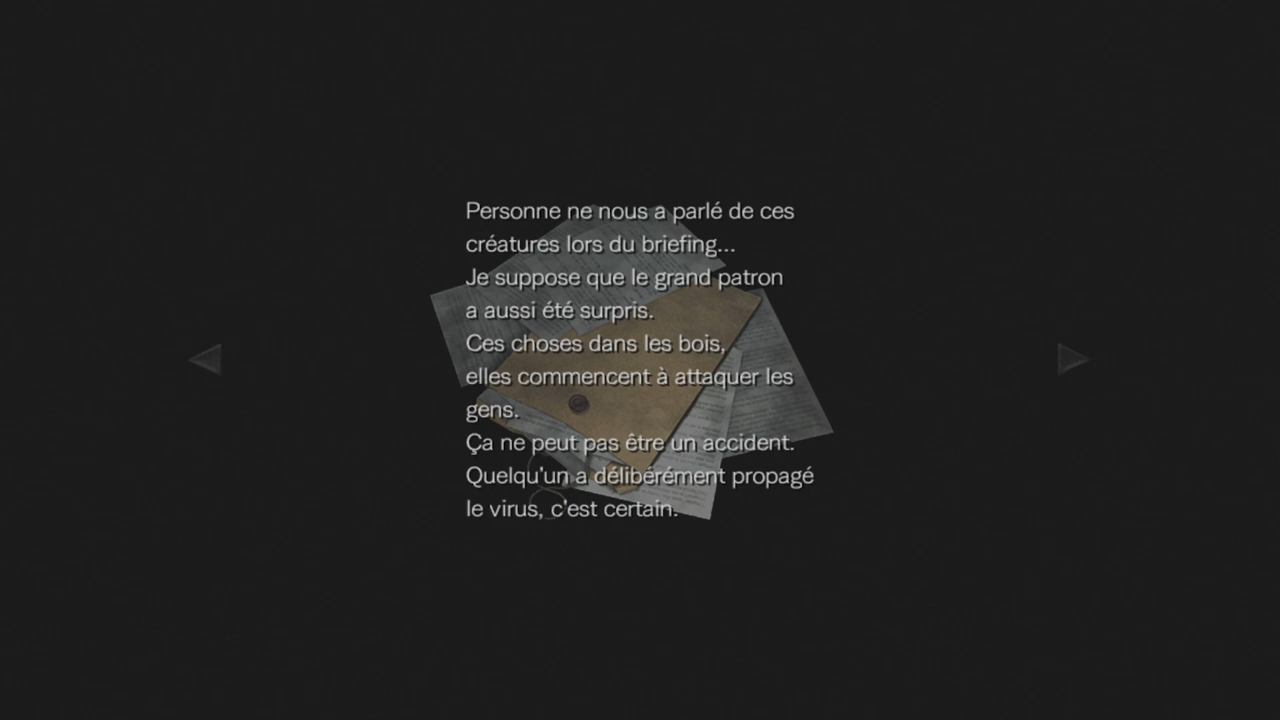 Personne ne nous a parlé de ces
créatures lors du briefing...
Je suppose que le grand patron
a aussi été surpris.
Ces choses dans les bois,
elles commencent à attaquer les
gens.
Ça ne peut pas être un accident.
Quelqu'un a délibérément propagé
le virus, c'est certain.